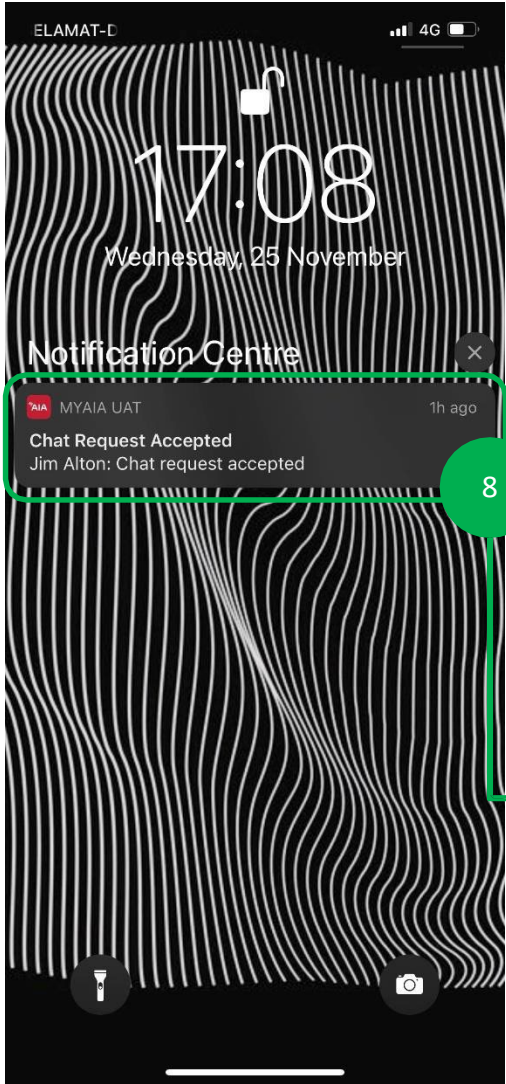 ELAMAT-D
4G
17:08
Wednesday, 25 November
Notification Centre
AIA
MYAIA UAT
1h ago
Chat Request Accepted
Jim Alton: Chat request accepted
8